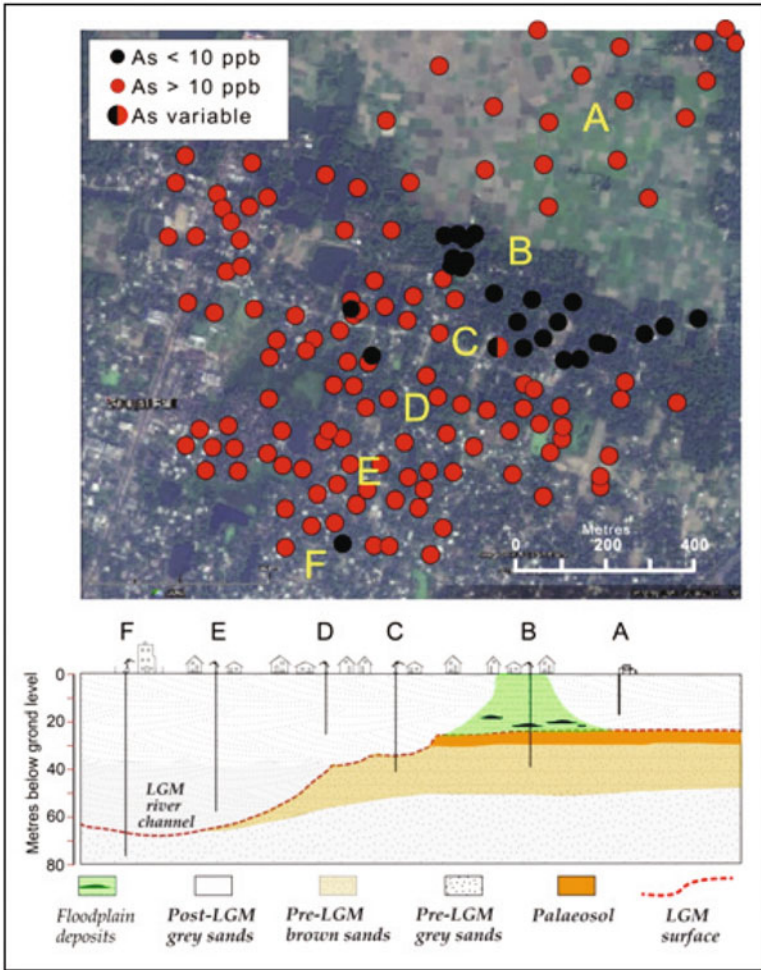 As < 10 ppb
As > 10 ppb
As variable
A
B
C
D
E
F
Metres
0 200 400
F E D C B A
Metres below grond level
0
20
40
60
80
LGM
river
channel
Floodplain
deposits
Post-LGM
grey sands
Pre-LGM
brown sands
Pre-LGM
grey sands
Palaeosol
LGM
surface